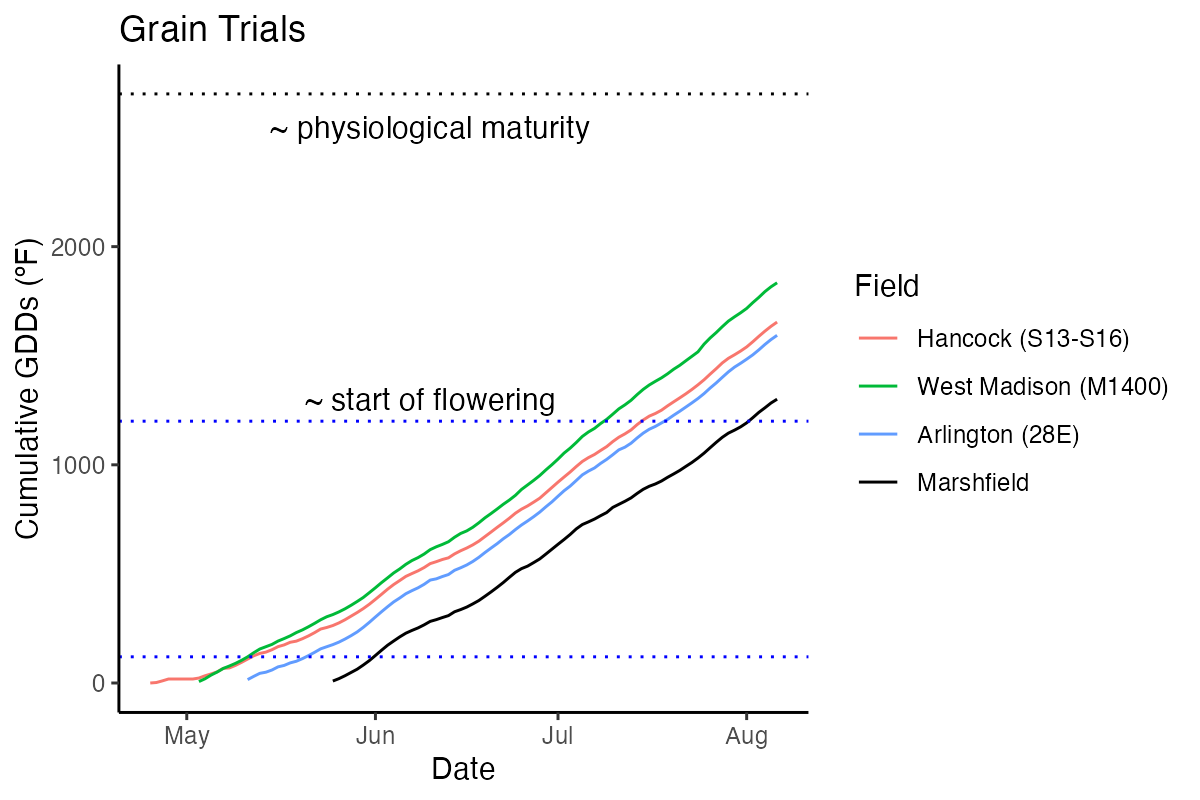 Grain Trials
~ physiological maturity
2000
~ start of flowering
1000
0
Cumulative GDDs (°F)
May Jun Jul Aug
Date
Field
Hancock (S13-S16)
West Madison (M1400)
Arlington (28E)
Marshfield